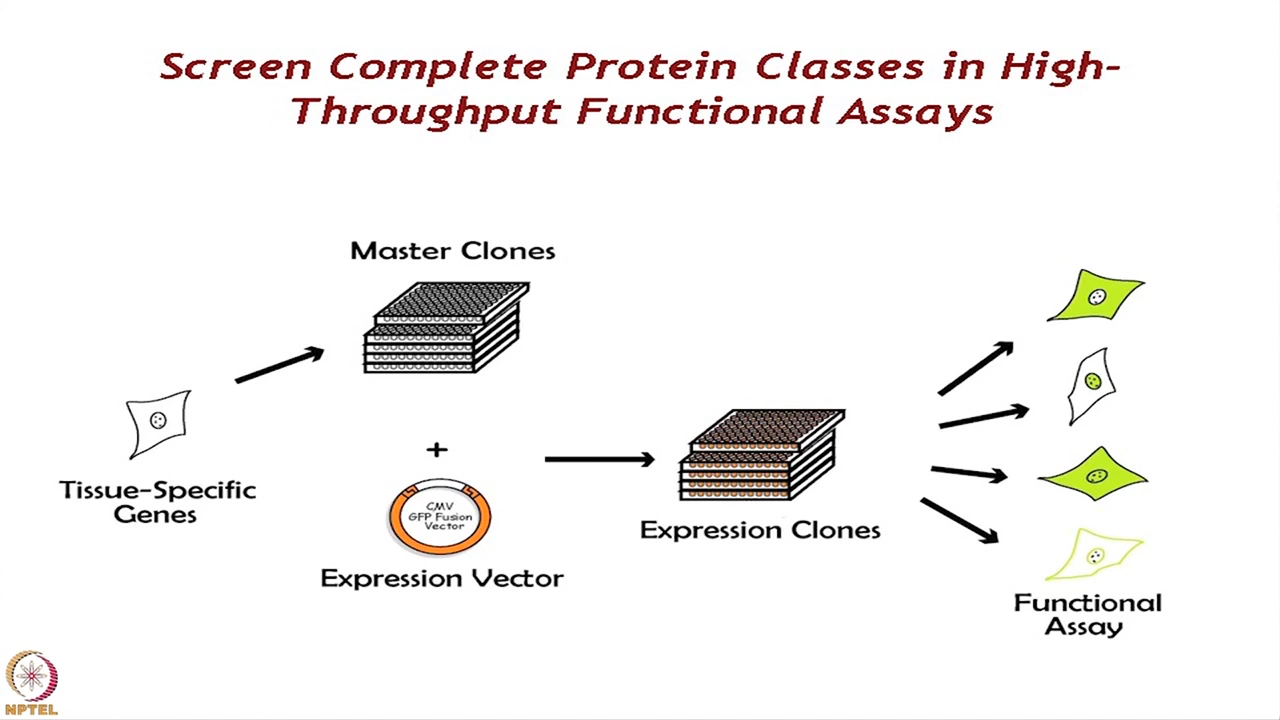 Screen Complete Protein Classes in High-
Throughput Functional Assays
Master Clones
Tissue-Specific
Genes
+
CMV
GFP Fusion
Vector
Expression Vector
Expression Clones
Functional
Assay
NPTEL